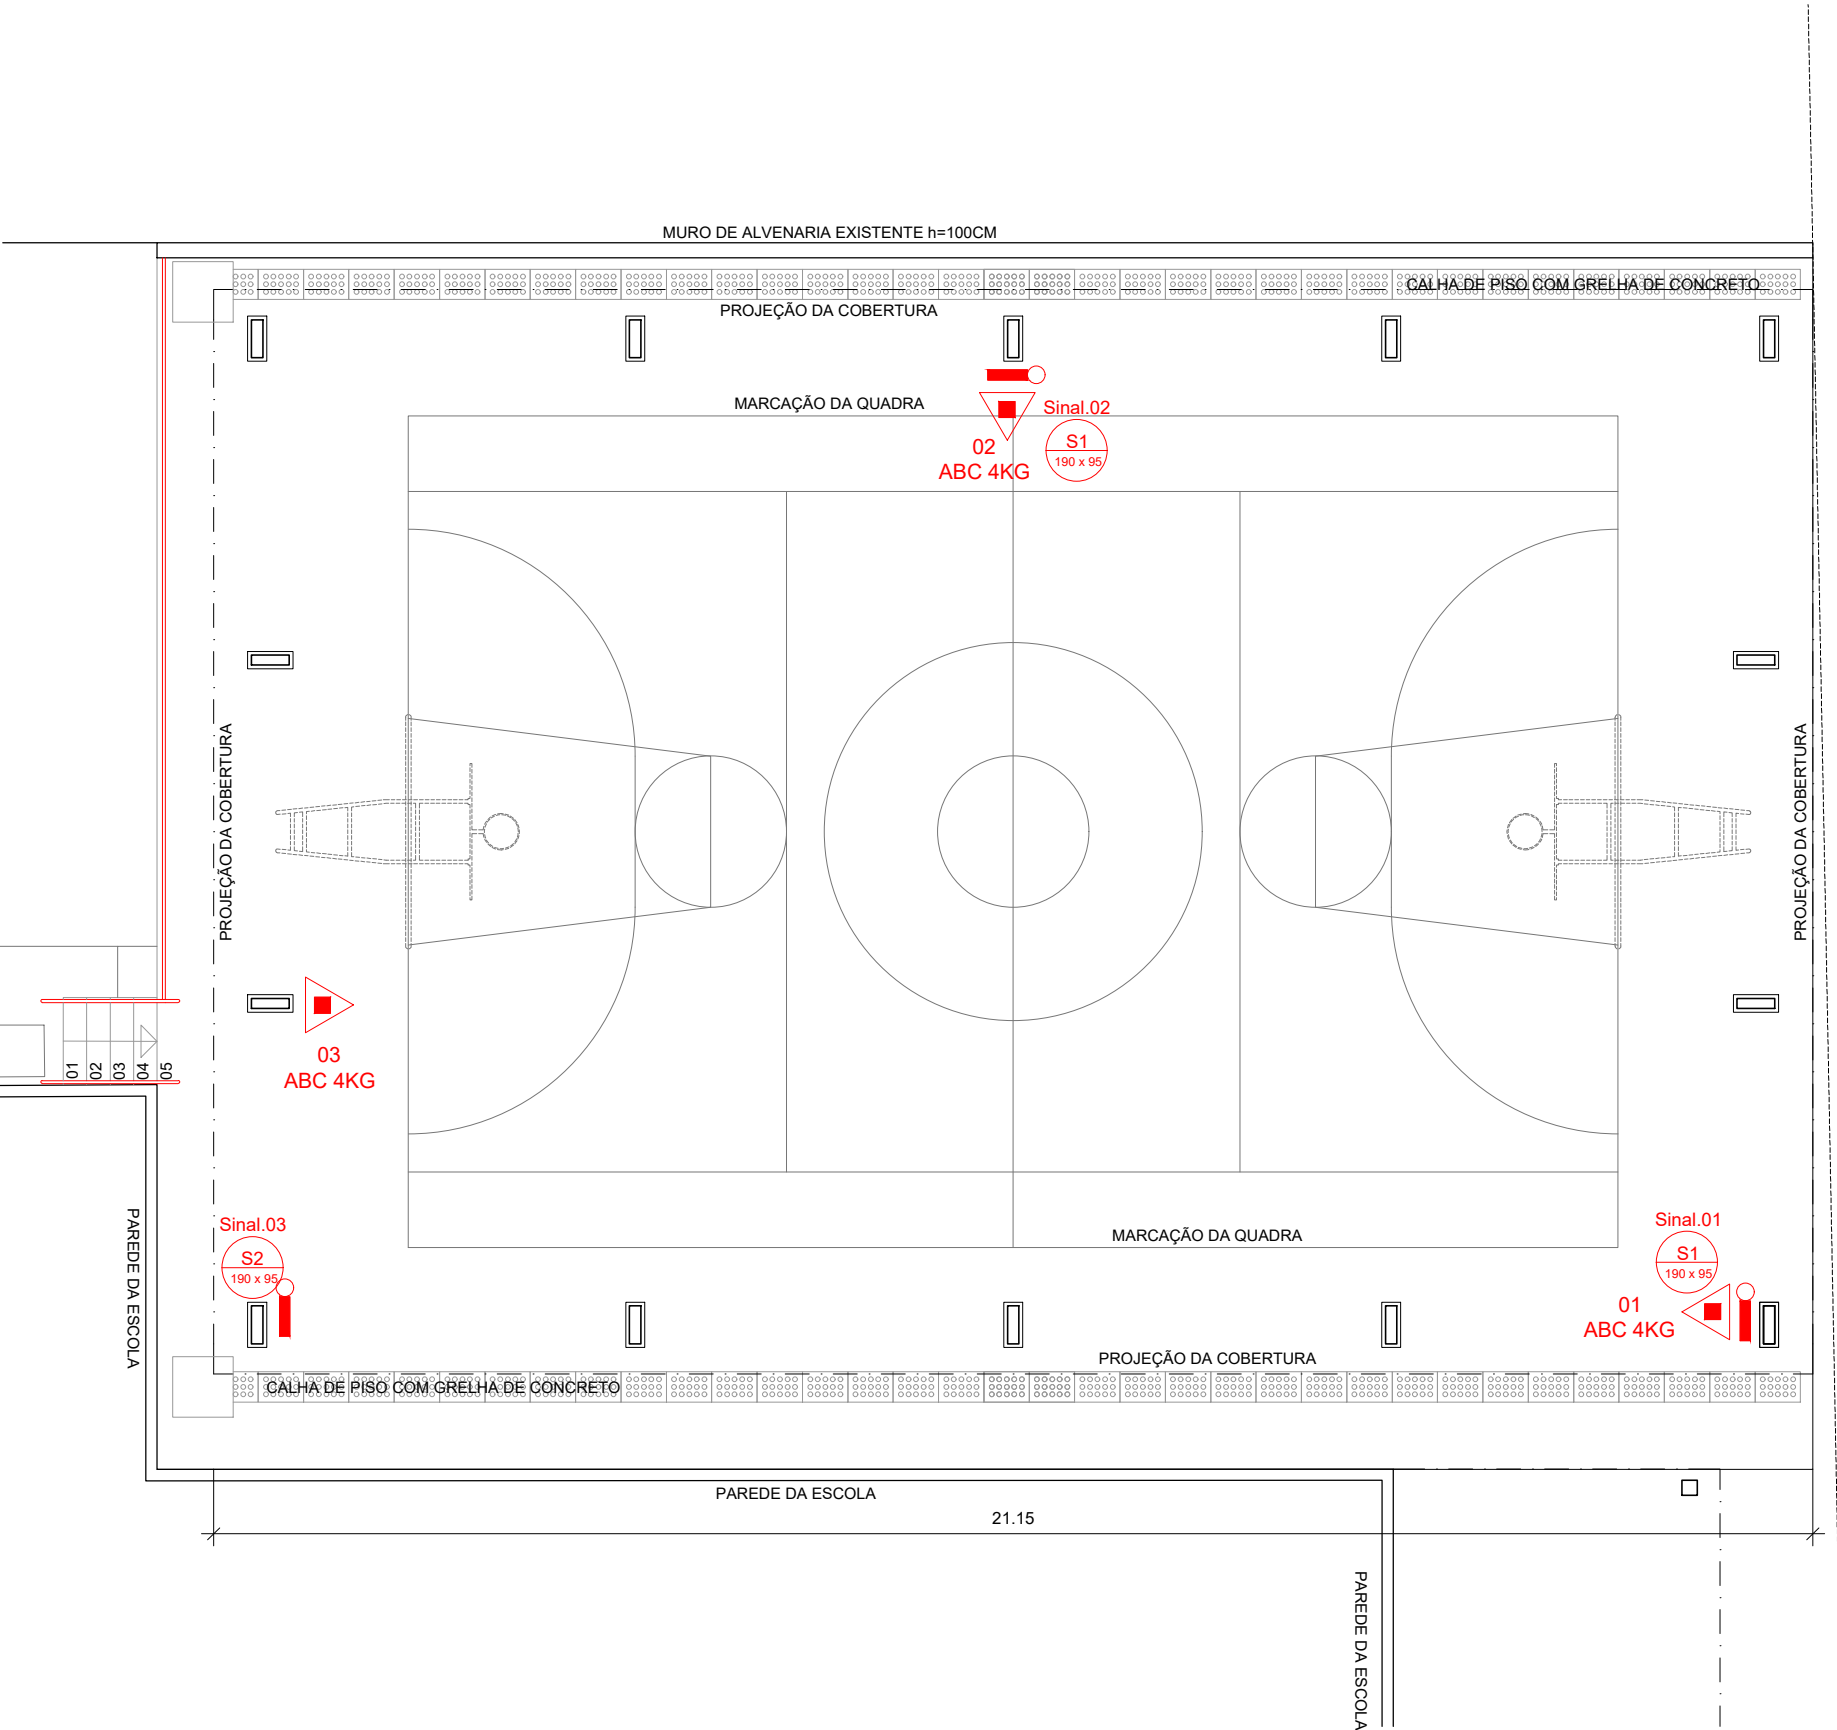 MURO DE ALVENARIA EXISTENTE h=100CM
CALHA DE PISO COM GRELHA DE CONCRETO
PROJEÇÃO DA COBERTURA
MARCAÇÃO DA QUADRA
Sinal.02
02
ABC 4KG
S1
190 x 95
PROJEÇÃO DA COBERTURA
PROJEÇÃO DA COBERTURA
03
ABC 4KG
01
02
03
04
05
PAREDE DA ESCOLA
Sinal.03
S2
190 x 95
MARCAÇÃO DA QUADRA
Sinal.01
S1
190 x 95
01
ABC 4KG
PROJEÇÃO DA COBERTURA
CALHA DE PISO COM GRELHA DE CONCRETO
PAREDE DA ESCOLA
21.15
PAREDE DA ESCOLA